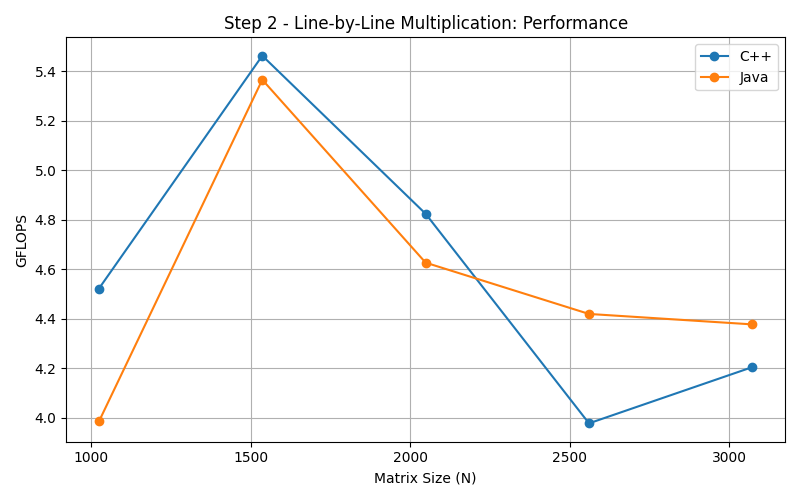 Step 2 - Line-by-Line Multiplication: Performance
C++
Java
GFLOPS
5.4
5.2
5.0
4.8
4.6
4.4
4.2
4.0
1000 1500 2000 2500 3000
Matrix Size (N)